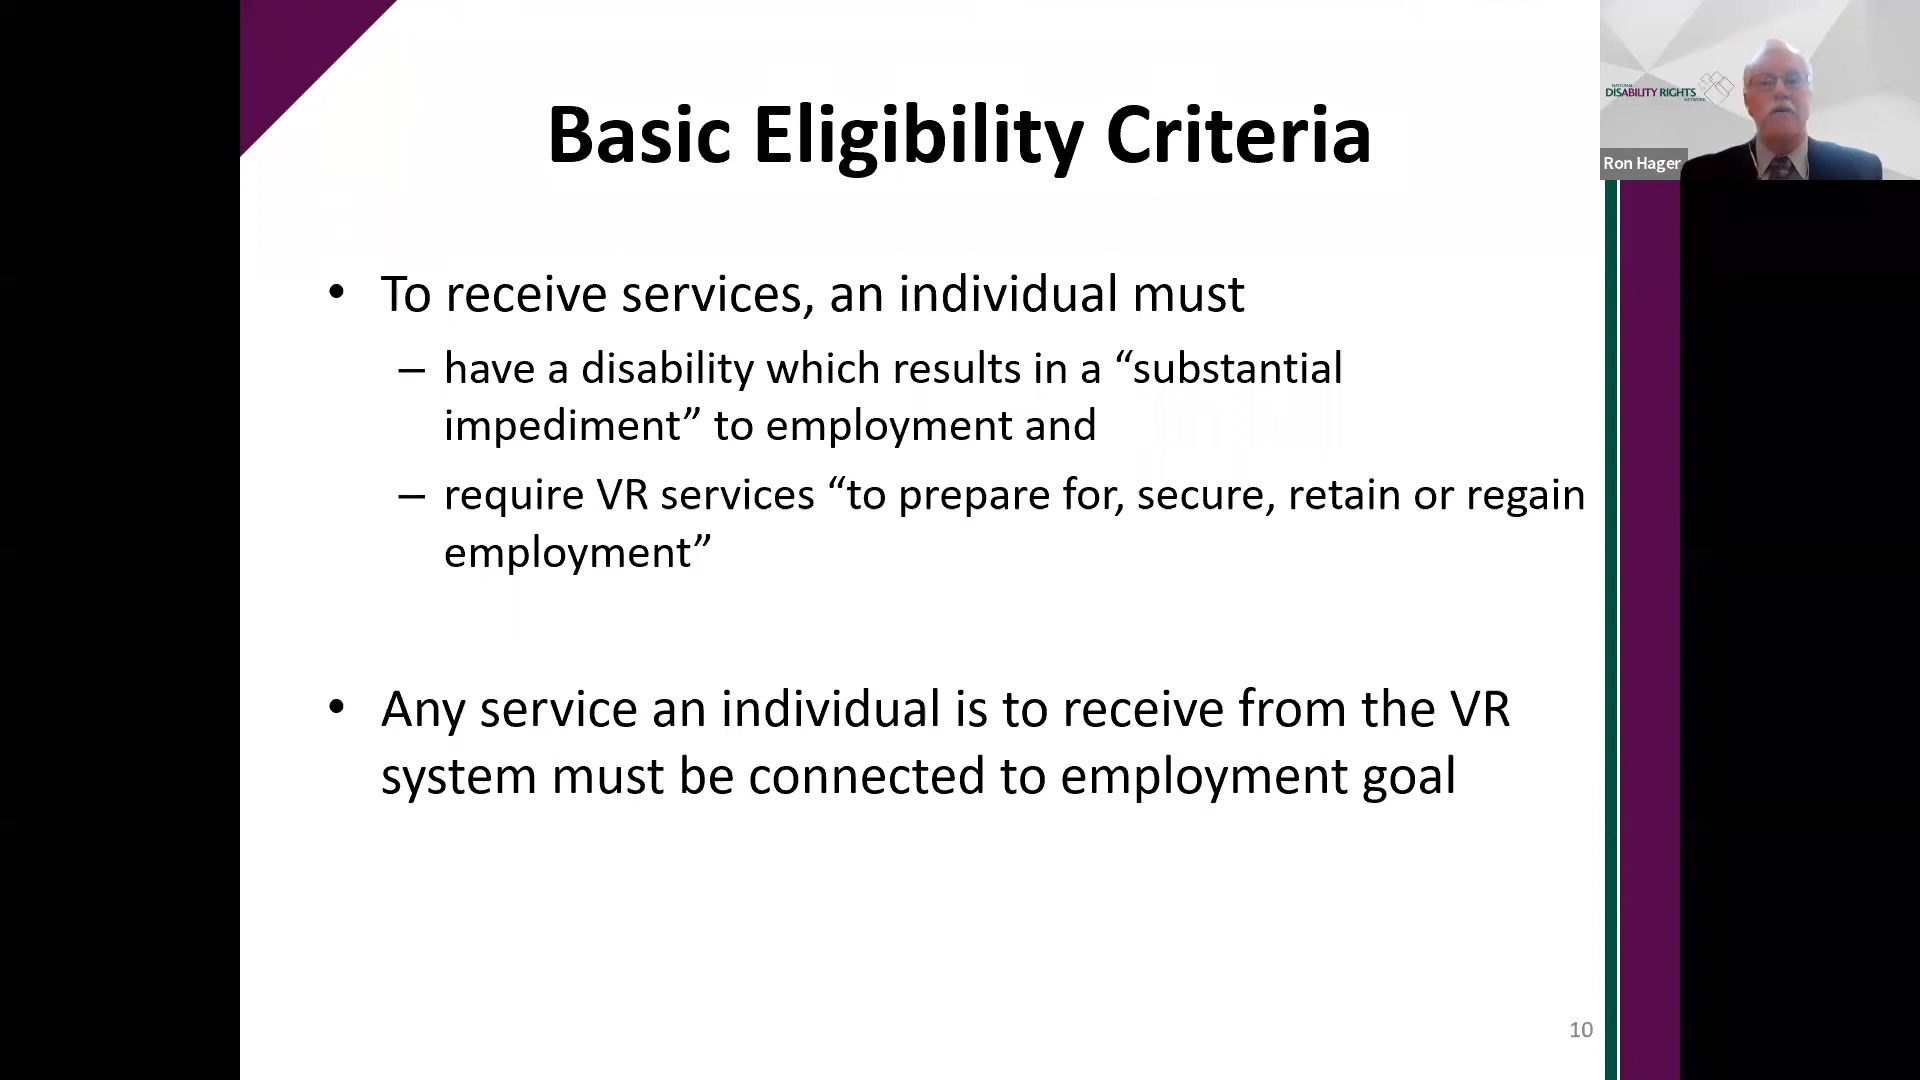 Basic Eligibility Criteria
NATIONAL
DISABILITY RIGHTS
NETWORK
Ron Hager
• To receive services, an individual must
– have a disability which results in a “substantial
impediment” to employment and
– require VR services “to prepare for, secure, retain or regain
employment”
• Any service an individual is to receive from the VR
system must be connected to employment goal
10